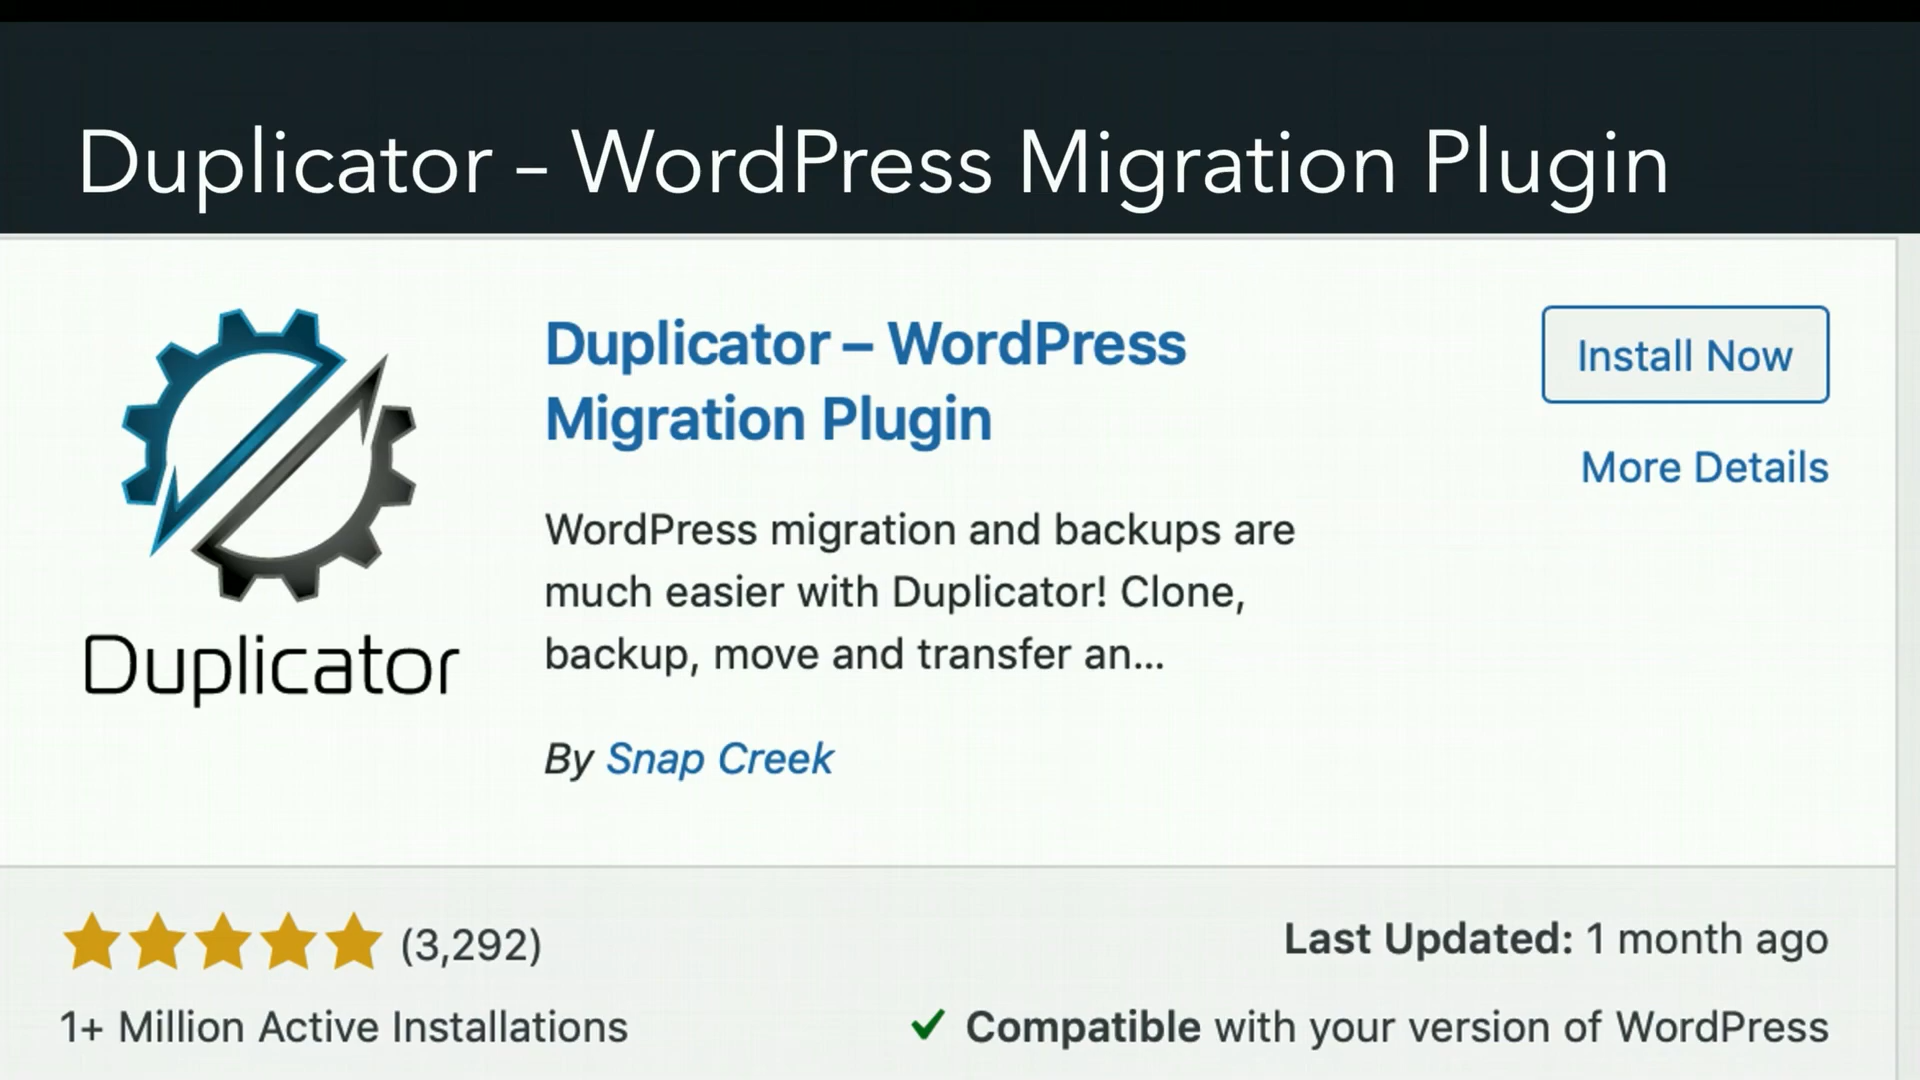 Duplicator – WordPress Migration Plugin
Duplicator – WordPress
Migration Plugin
Install Now
More Details
WordPress migration and backups are
much easier with Duplicator! Clone,
backup, move and transfer an...
By Snap Creek
Duplicator
(3,292)
Last Updated: 1 month ago
1+ Million Active Installations
Compatible with your version of WordPress